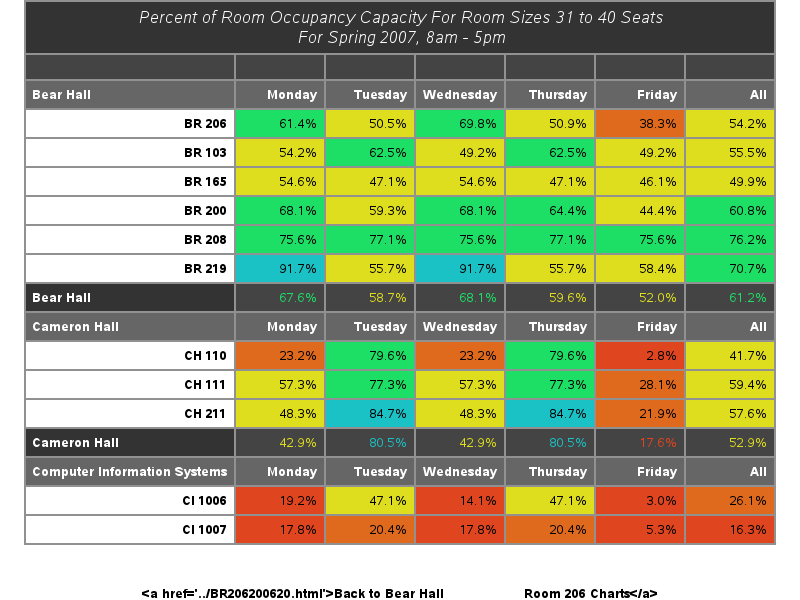 Percent of Room Occupancy Capacity For Room Sizes 31 to 40 Seats
For Spring 2007, 8am - 5pm
Bear Hall Monday Tuesday Wednesday Thursday Friday All
BR 206 61.4% 50.5% 69.8% 50.9% 38.3% 54.2%
BR 103 54.2% 62.5% 49.2% 62.5% 49.2% 55.5%
BR 165 54.6% 47.1% 54.6% 47.1% 46.1% 49.9%
BR 200 68.1% 59.3% 68.1% 64.4% 44.4% 60.8%
BR 208 75.6% 77.1% 75.6% 77.1% 75.6% 76.2%
BR 219 91.7% 55.7% 91.7% 55.7% 58.4% 70.7%
Bear Hall 67.6% 58.7% 68.1% 59.6% 52.0% 61.2%
Cameron Hall Monday Tuesday Wednesday Thursday Friday All
CH 110 23.2% 79.6% 23.2% 79.6% 2.8% 41.7%
CH 111 57.3% 77.3% 57.3% 77.3% 28.1% 59.4%
CH 211 48.3% 84.7% 48.3% 84.7% 21.9% 57.6%
Cameron Hall 42.9% 80.5% 42.9% 80.5% 17.6% 52.9%
Computer Information Systems Monday Tuesday Wednesday Thursday Friday All
CI 1006 19.2% 47.1% 14.1% 47.1% 3.0% 26.1%
CI 1007 17.8% 20.4% 17.8% 20.4% 5.3% 16.3%
<a href='../BR206200620.html'>Back to Bear Hall Room 206 Charts</a>